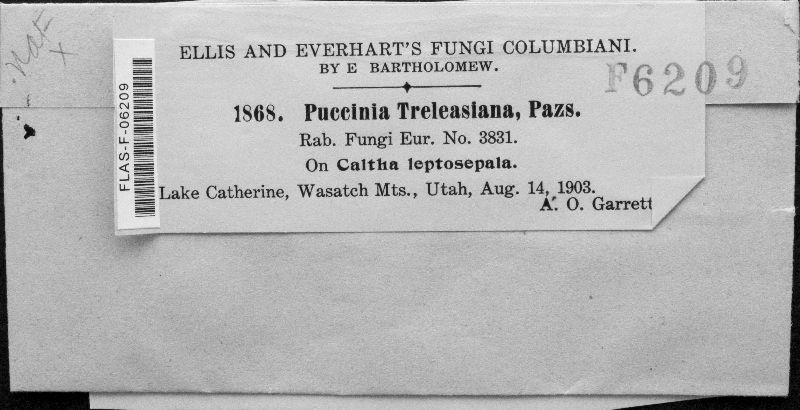 Nat
x
ELLIS AND EVERHART'S FUNGI COLUMBIANI.
BY E BARTHOLOMEW.
F6209
FLAS-F-06209
1868. Puccinia Treleasiana, Pazs.
Rab. Fungi Eur. No. 3831.
On Caltha leptosepala.
Lake Catherine, Wasatch Mts., Utah, Aug. 14, 1903.
A. O. Garrett